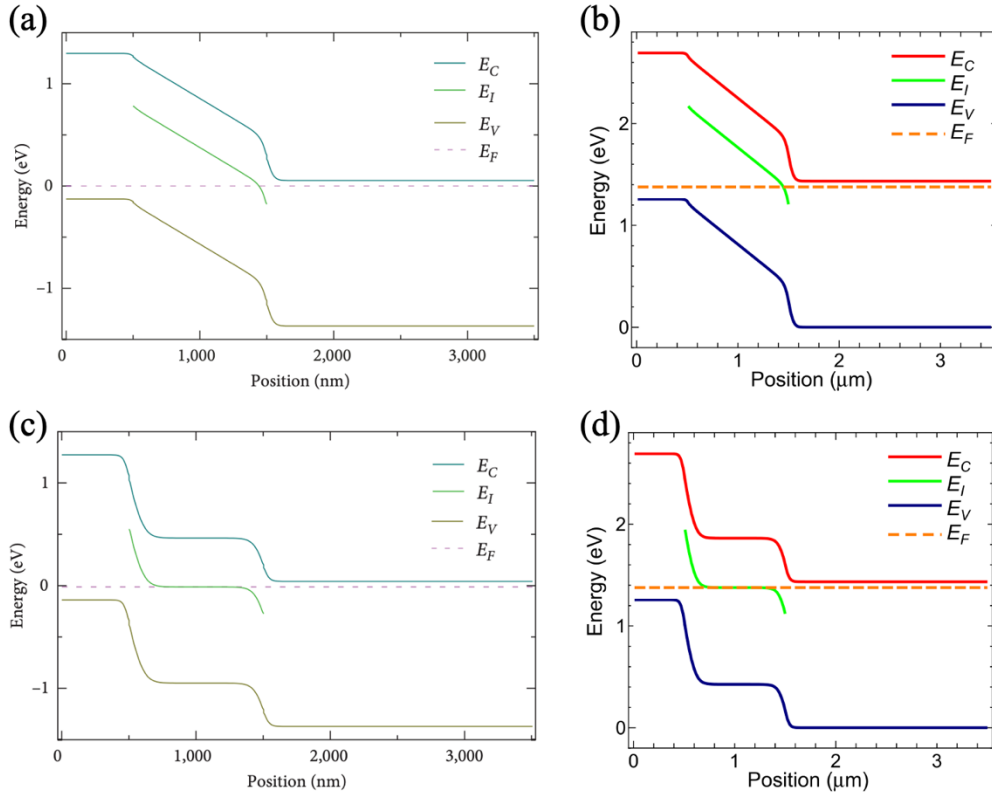 (a)
1
0
−1
Energy (eV)
E_C
E_I
E_V
E_F
0
1,000
2,000
3,000
Position (nm)
(b)
2
1
0
Energy (eV)
E_C
E_I
E_V
E_F
0
1
2
3
Position (μm)
(c)
1
0
−1
Energy (eV)
E_C
E_I
E_V
E_F
0
1,000
2,000
3,000
Position (nm)
(d)
2
1
0
Energy (eV)
E_C
E_I
E_V
E_F
0
1
2
3
Position (μm)